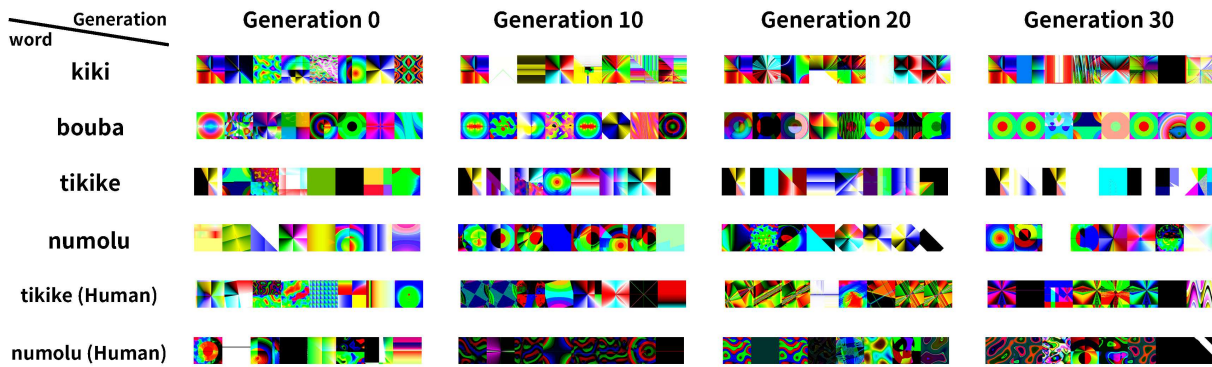 Generation
word
Generation 0
Generation 10
Generation 20
Generation 30
kiki
bouba
tikike
numolu
tikike (Human)
numolu (Human)